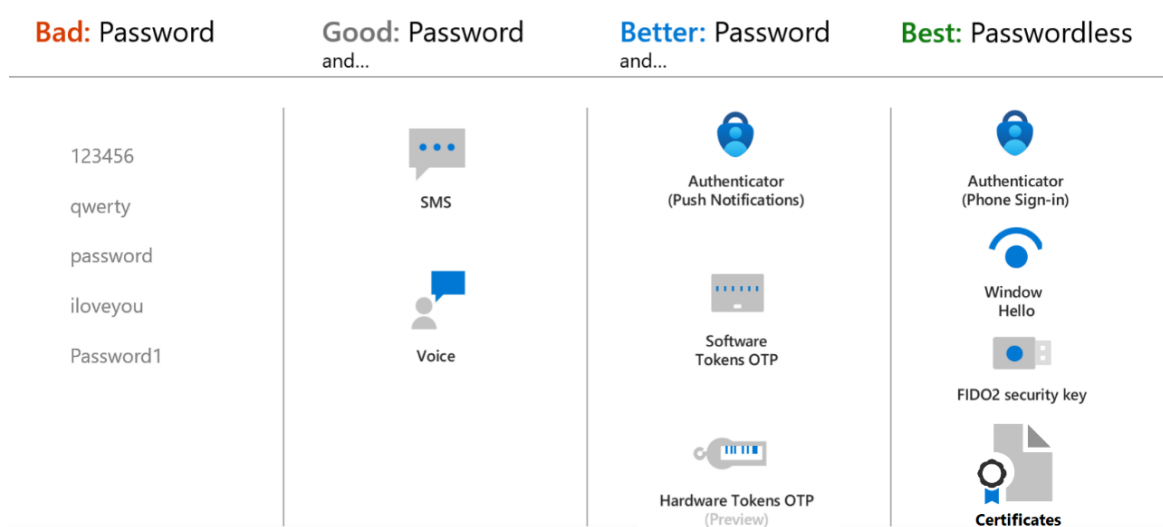 Bad: Password
123456
qwerty
password
iloveyou
Password1
Good: Password
and...
SMS
Voice
Better: Password
and...
Authenticator
(Push Notifications)
Software
Tokens OTP
Hardware Tokens OTP
(Preview)
Best: Passwordless
Authenticator
(Phone Sign-in)
Window
Hello
FIDO2 security key
Certificates